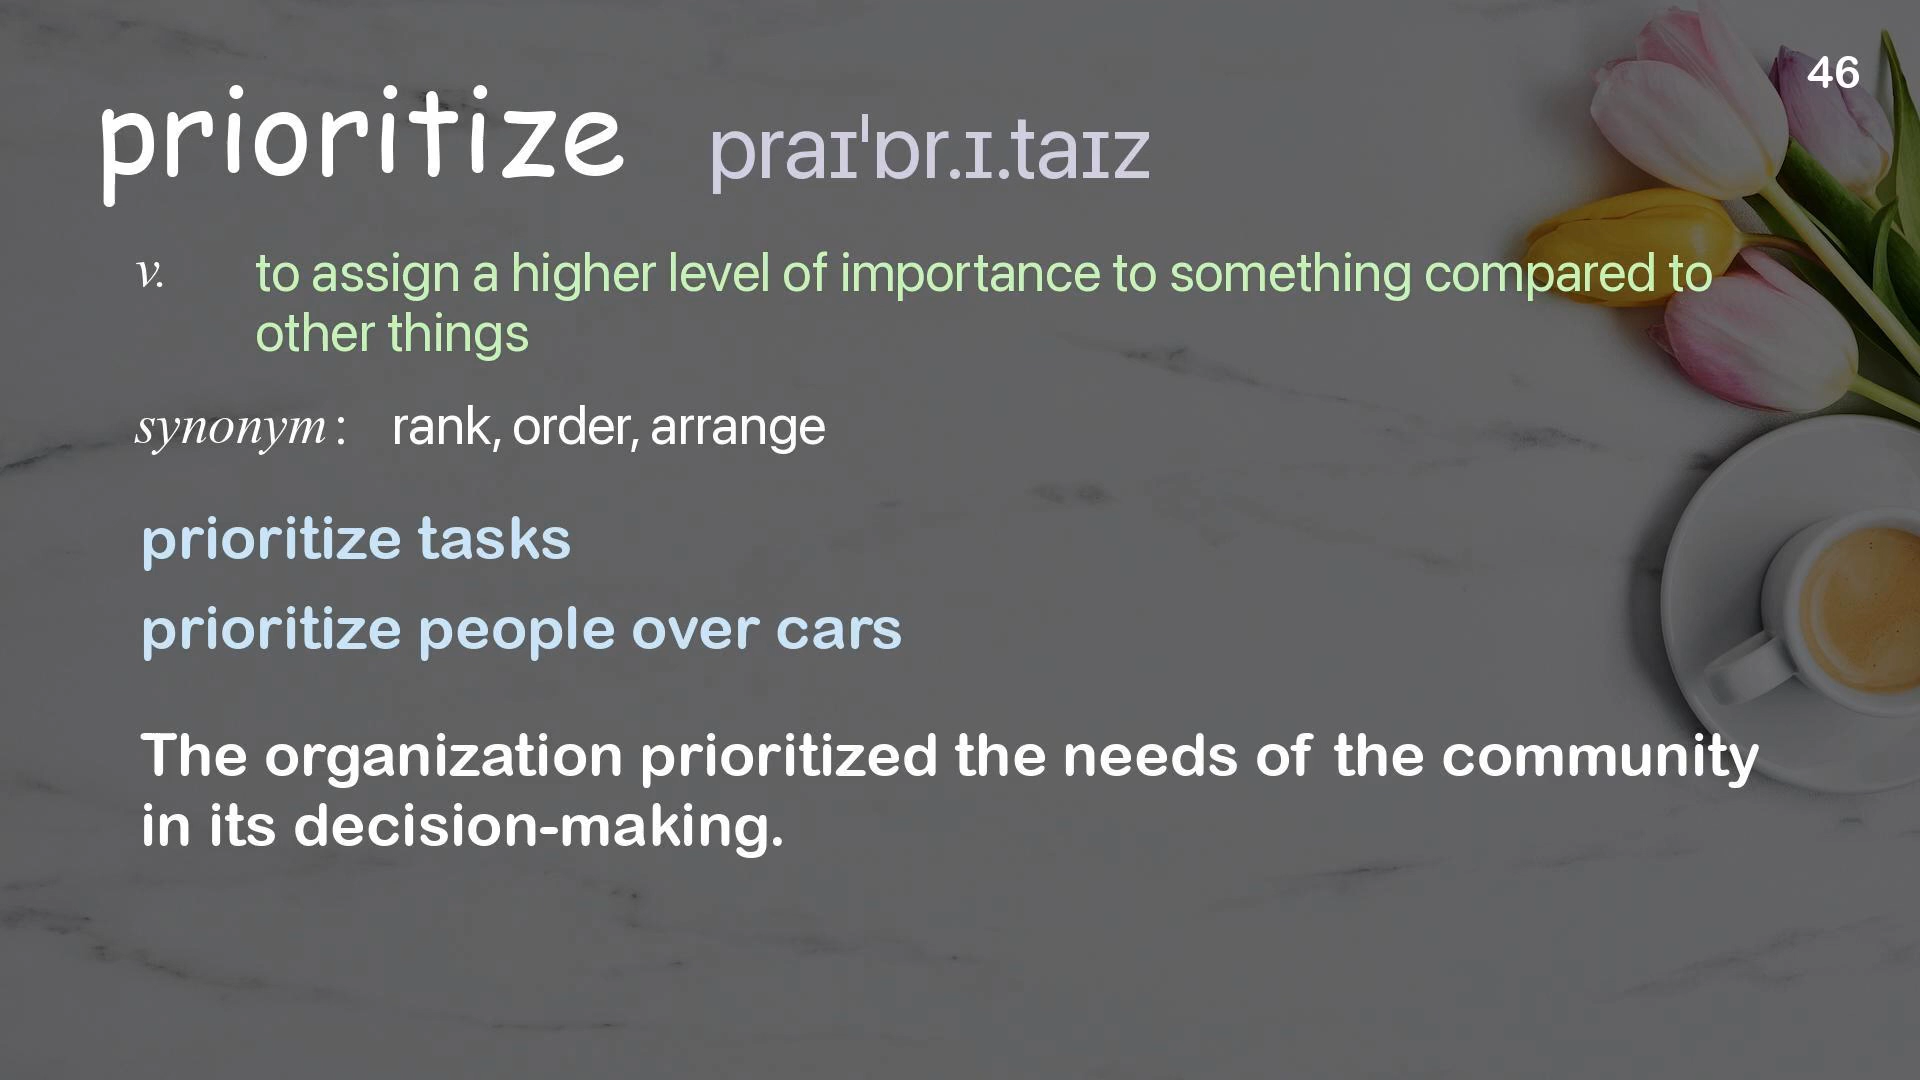 46
prioritize praɪˈɒr.ɪ.taɪz
v. to assign a higher level of importance to something compared to
other things
synonym: rank, order, arrange
prioritize tasks
prioritize people over cars
The organization prioritized the needs of the community
in its decision-making.